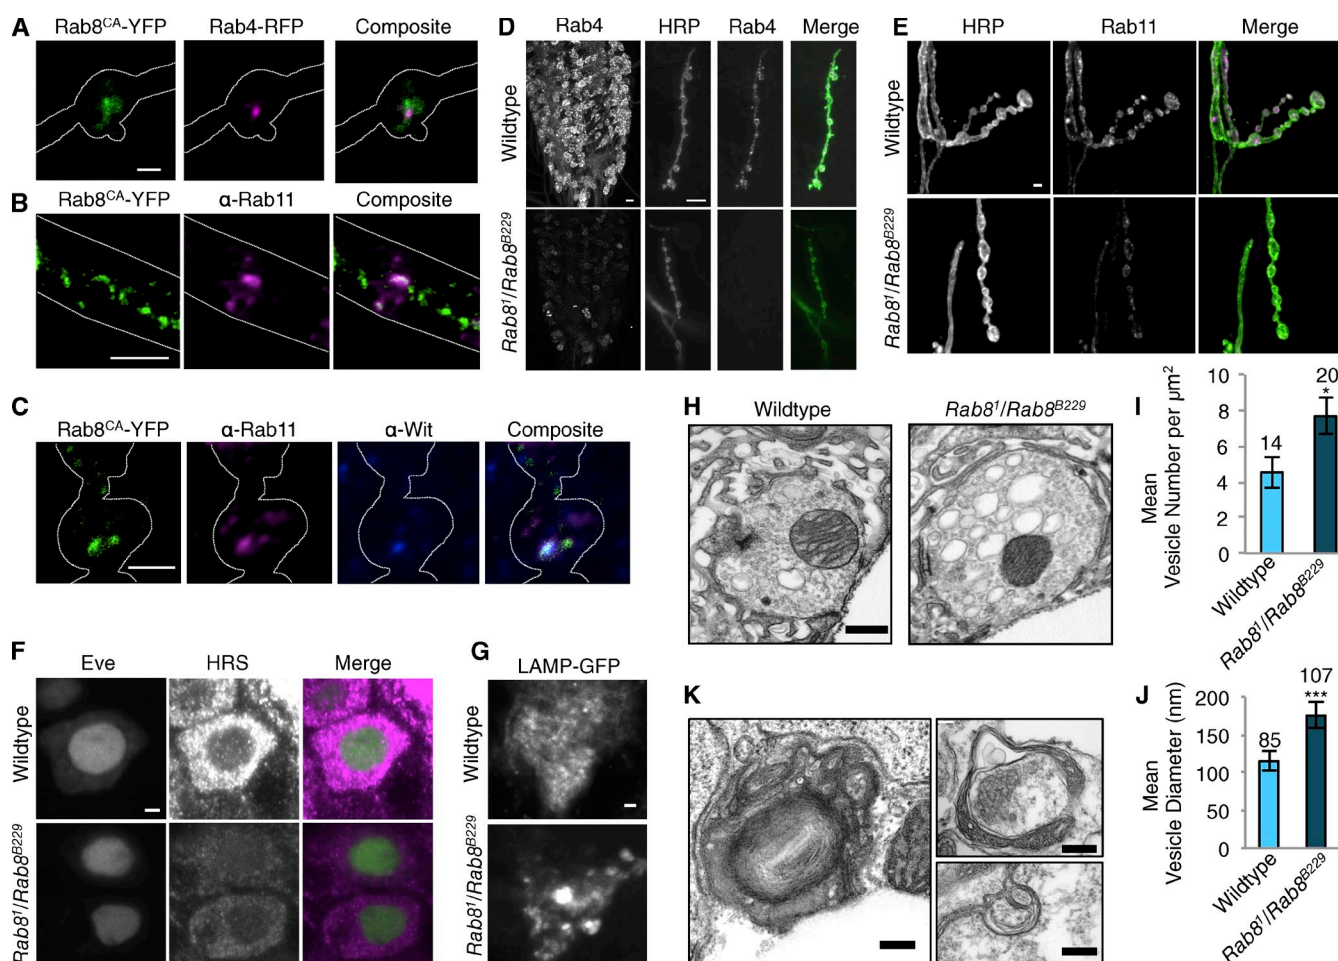 A
Rab8CA-YFP
Rab4-RFP
Composite
B
Rab8CA-YFP
α-Rab11
Composite
C
Rab8CA-YFP
α-Rab11
α-Wit
Composite
D
Rab4
HRP
Rab4
Merge
Wildtype
Rab81/Rab8B229
E
HRP
Rab11
Merge
Wildtype
Rab81/Rab8B229
F
Eve
HRS
Merge
Wildtype
Rab81/Rab8B229
G
LAMP-GFP
Wildtype
Rab81/Rab8B229
H
Wildtype
Rab81/Rab8B229
I
Mean
Vesicle Number per µm2
10
8
6
4
2
0
14
20
*
Wildtype
Rab81/Rab8B229
J
Mean
Vesicle Diameter (nm)
200
150
100
50
0
85
107
***
Wildtype
Rab81/Rab8B229
K